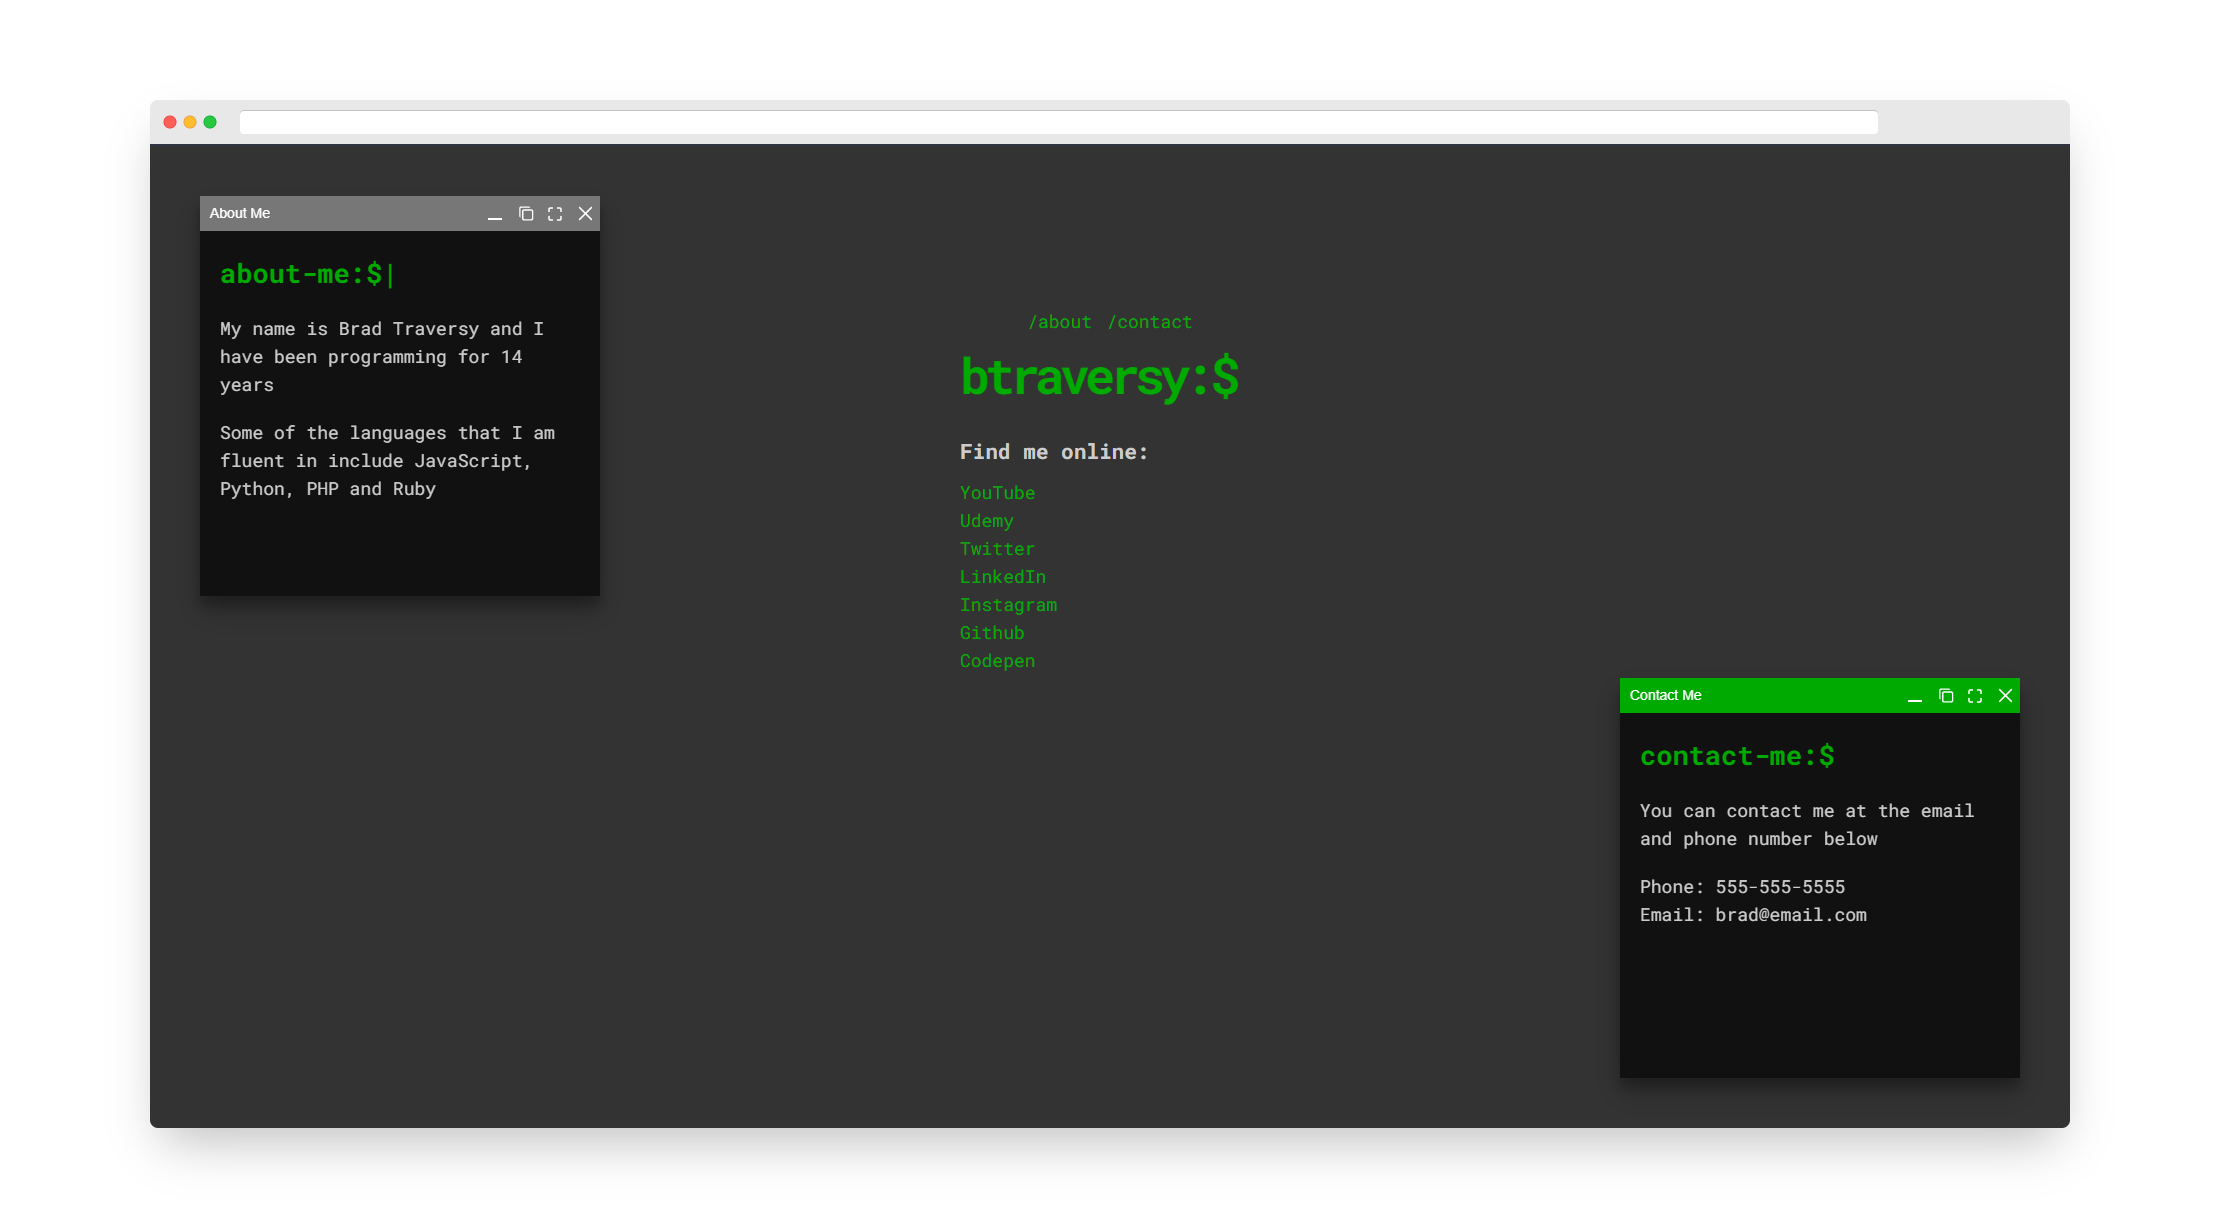 About Me
about-me:$|
My name is Brad Traversy and I
have been programming for 14
years
Some of the languages that I am
fluent in include JavaScript,
Python, PHP and Ruby
/about /contact
btraversy:$
Find me online:
YouTube
Udemy
Twitter
LinkedIn
Instagram
Github
Codepen
Contact Me
contact-me:$
You can contact me at the email
and phone number below
Phone: 555-555-5555
Email: brad@email.com